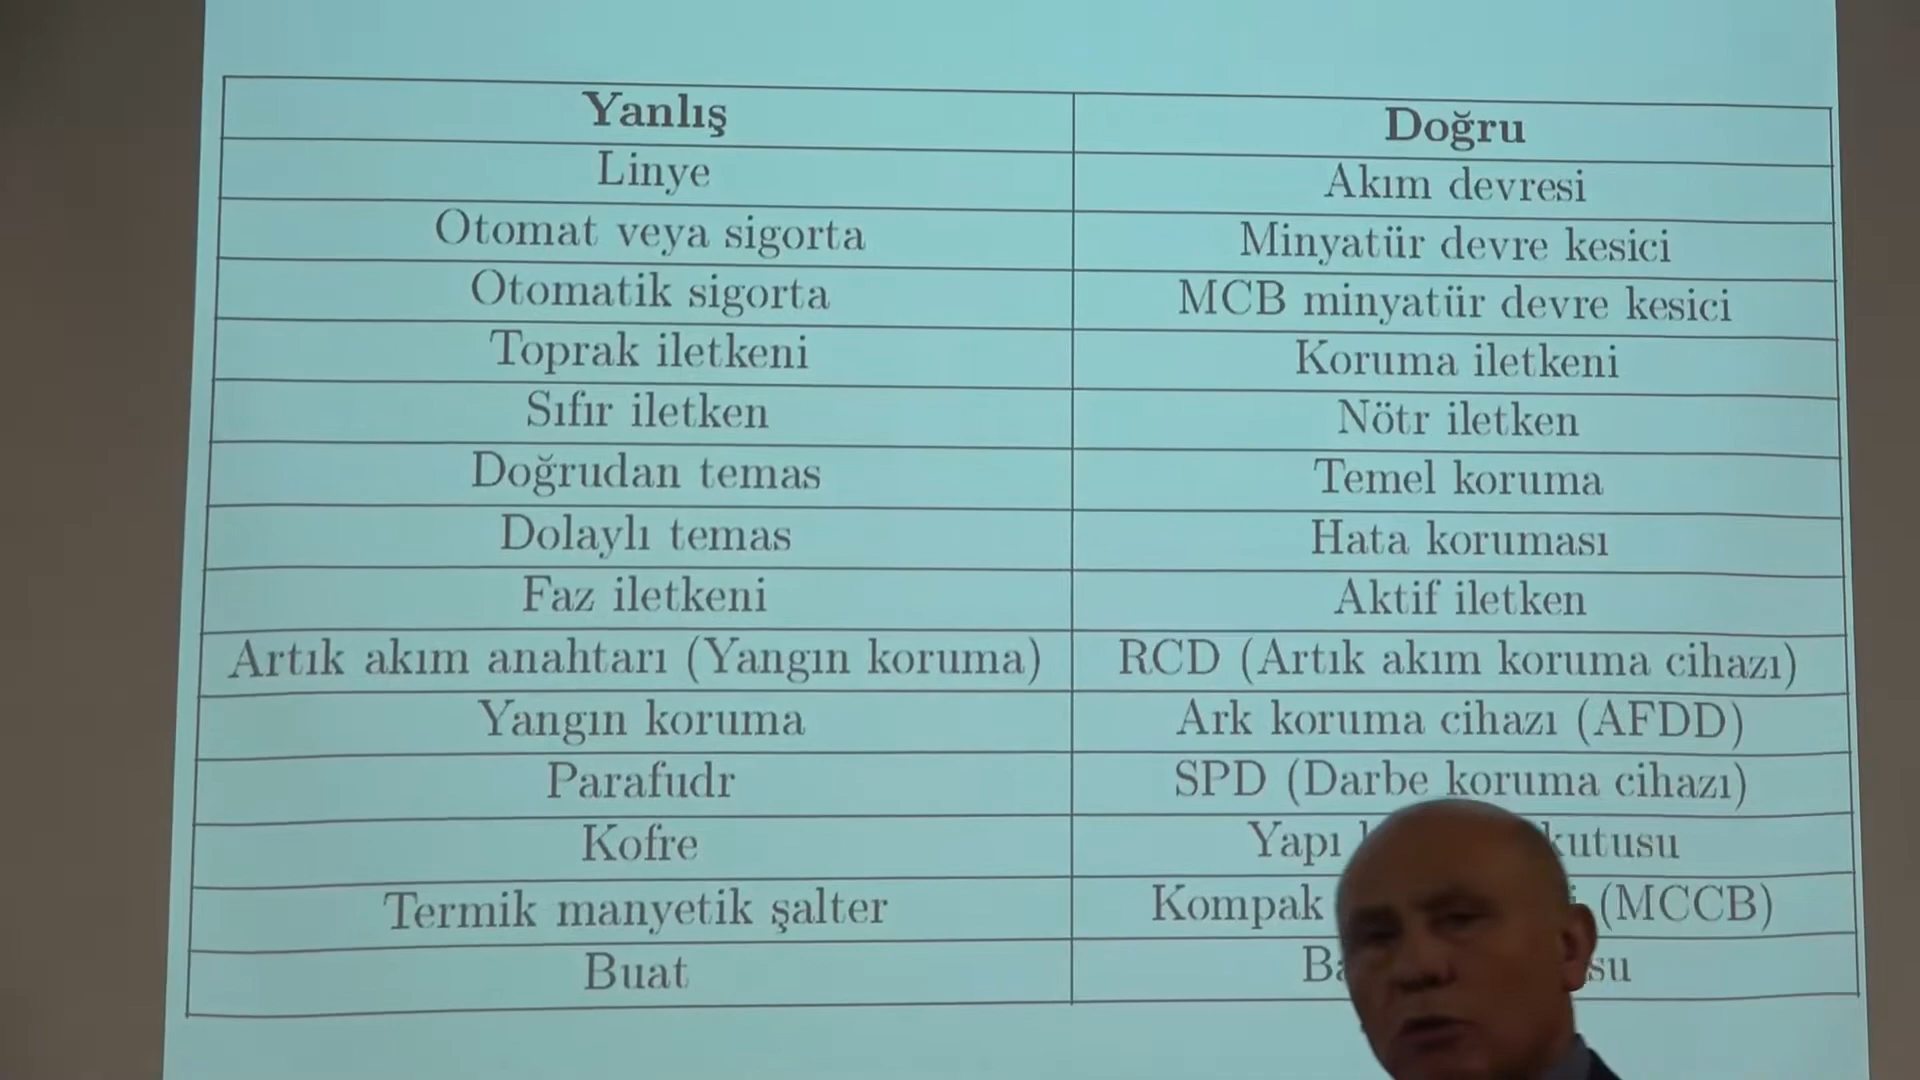 Yanlış Doğru
Linye Akım devresi
Otomat veya sigorta Minyatür devre kesici
Otomatik sigorta MCB minyatür devre kesici
Toprak iletkeni Koruma iletkeni
Sıfır iletken Nötr iletken
Doğrudan temas Temel koruma
Dolaylı temas Hata koruması
Faz iletkeni Aktif iletken
Artık akım anahtarı (Yangın koruma) RCD (Artık akım koruma cihazı)
Yangın koruma Ark koruma cihazı (AFDD)
Parafudr SPD (Darbe koruma cihazı)
Kofre Yapı kutusu
Termik manyetik şalter Kompak (MCCB)
Buat